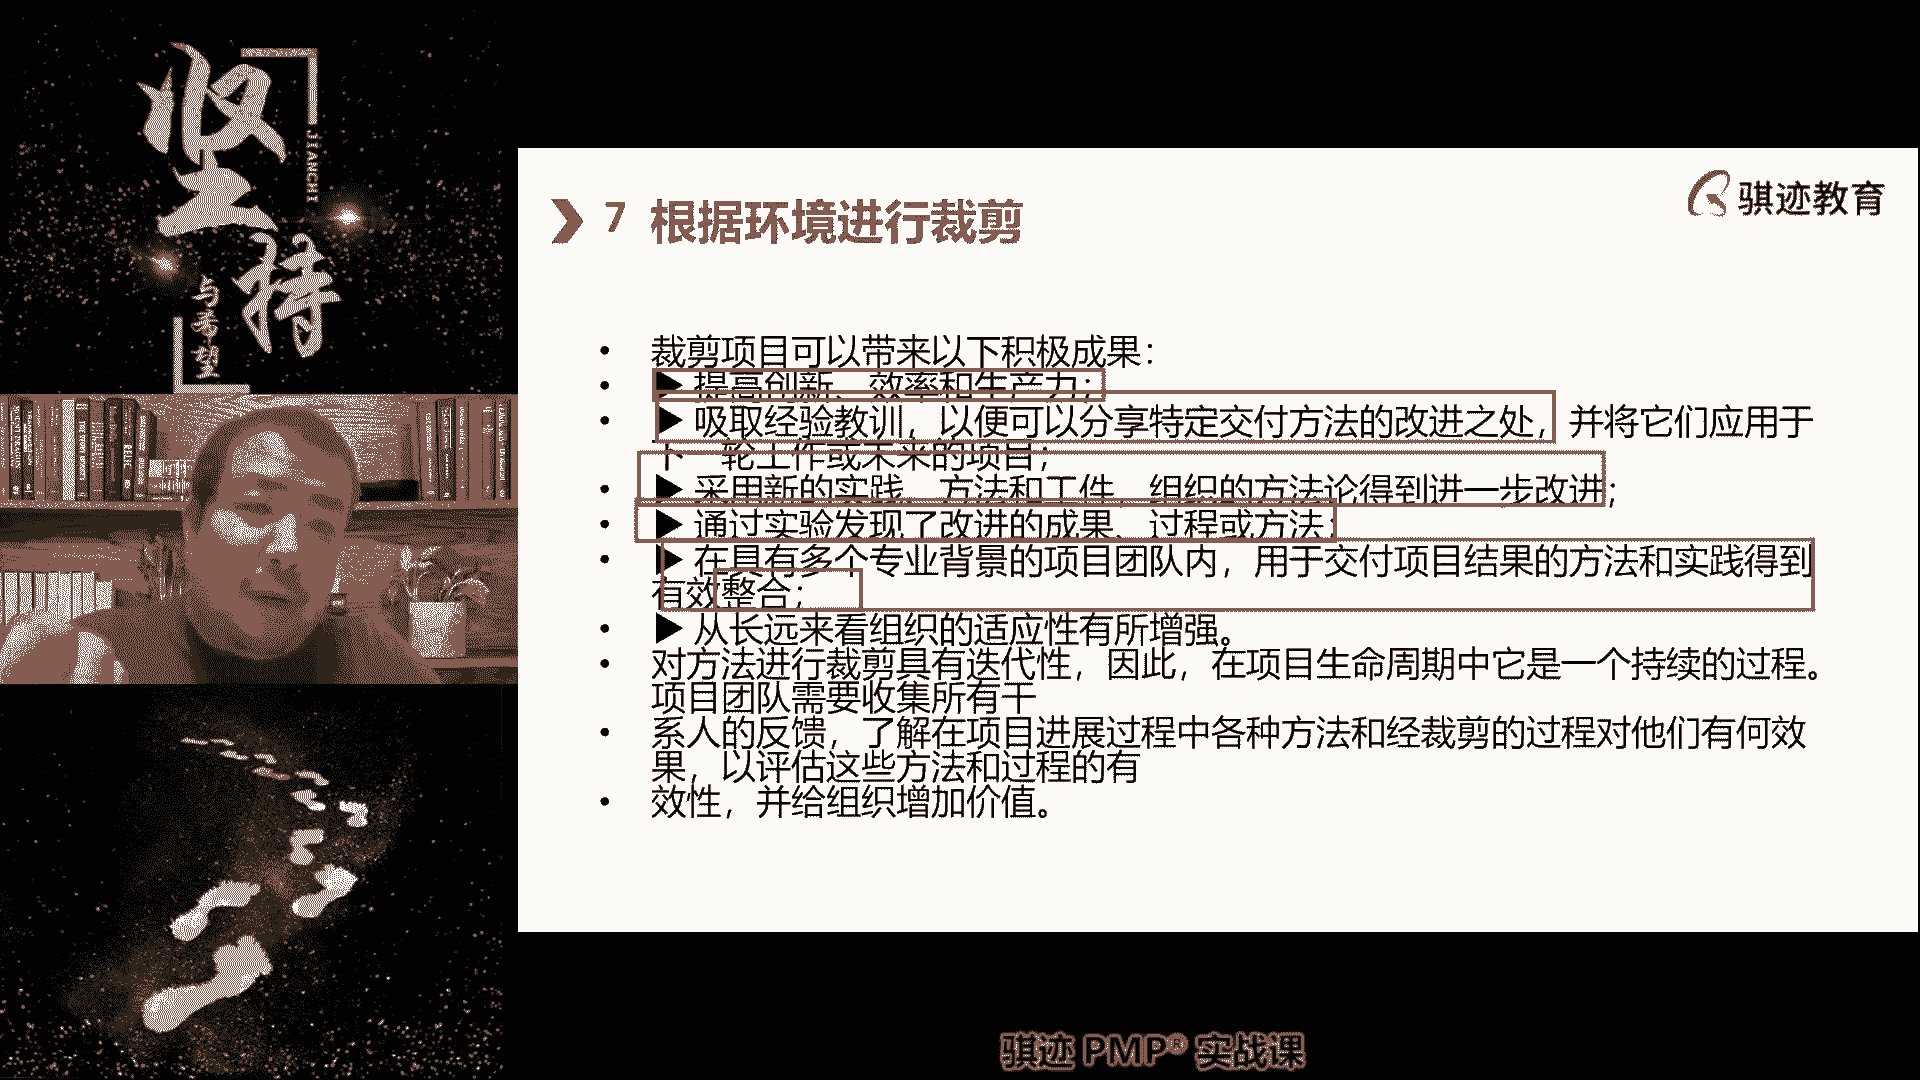 坚持
JIANCHI
与希望
骐迹教育
7 根据环境进行裁剪
• 裁剪项目可以带来以下积极成果：
• ▶ 提高创新、效率和生产力；
• ▶ 吸取经验教训，以便可以分享特定交付方法的改进之处，并将它们应用于
下一轮工作或未来的项目；
• ▶ 采用新的实践、方法和工件，组织的方法论得到进一步改进；
• ▶ 通过实验发现了改进的成果、过程或方法；
• ▶ 在具有多个专业背景的项目团队内，用于交付项目结果的方法和实践得到
有效整合；
• ▶ 从长远来看组织的适应性有所增强。
• 对方法进行裁剪具有迭代性，因此，在项目生命周期中它是一个持续的过程。
项目团队需要收集所有干
• 系人的反馈，了解在项目进展过程中各种方法和经裁剪的过程对他们有何效
果，以评估这些方法和过程的有
• 效性，并给组织增加价值。
骐迹 PMP® 实战课